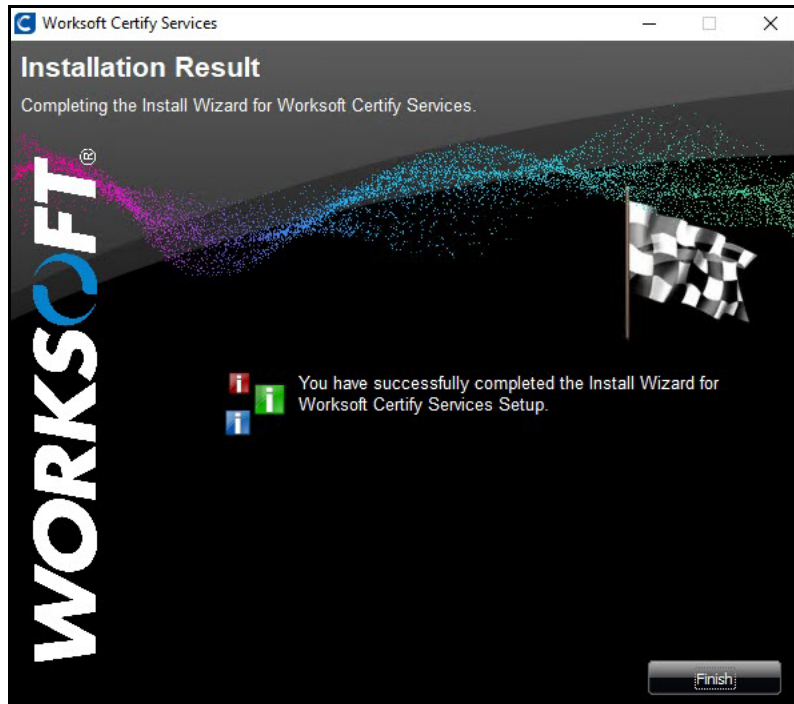 Worksoft Certify Services
Installation Result
Completing the Install Wizard for Worksoft Certify Services.
WORKSOFT®
You have successfully completed the Install Wizard for
Worksoft Certify Services Setup.
Finish